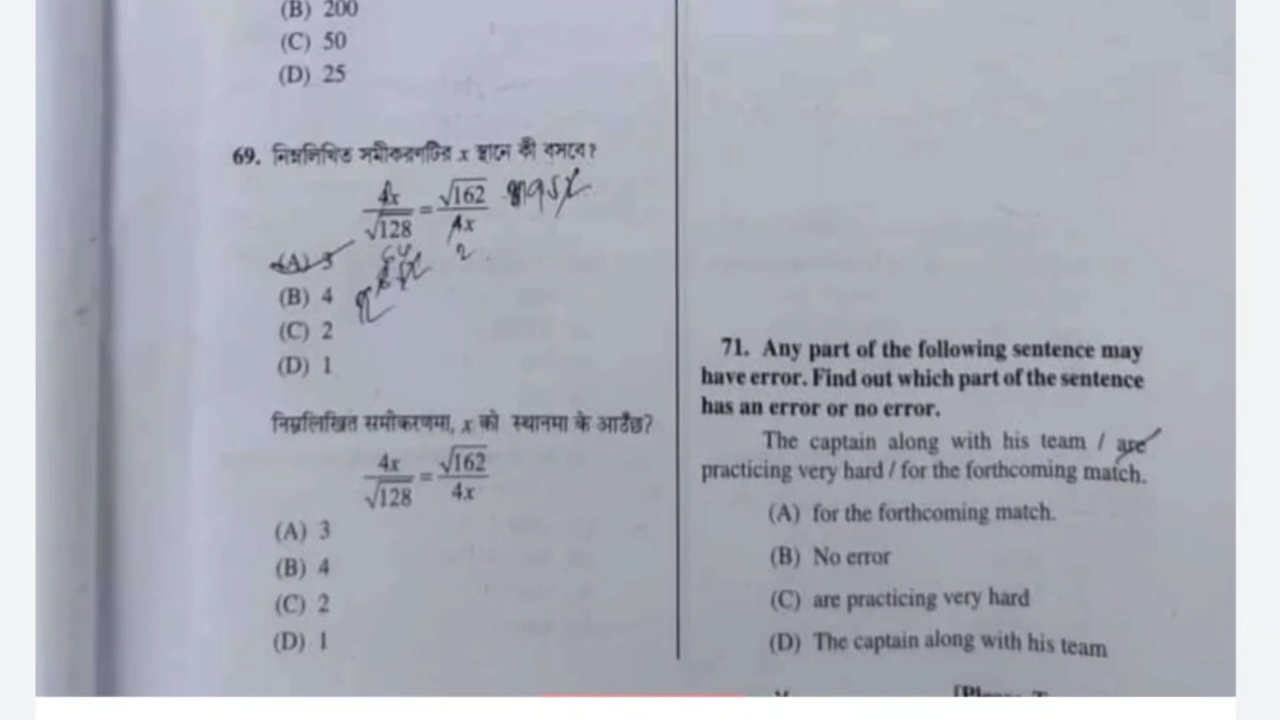 (B) 200
(C) 50
(D) 25
69. নিম্নলিখিত সমীকরণটির x স্থানে কী বসবে?
4x/√128 = √162/4x
(A) 3
(B) 4
(C) 2
(D) 1
निम्नलिखित समीकरणमा, x को स्थानमा के आउँछ?
4x/√128 = √162/4x
(A) 3
(B) 4
(C) 2
(D) 1
71. Any part of the following sentence may
have error. Find out which part of the sentence
has an error or no error.
The captain along with his team / are
practicing very hard / for the forthcoming match.
(A) for the forthcoming match.
(B) No error
(C) are practicing very hard
(D) The captain along with his team